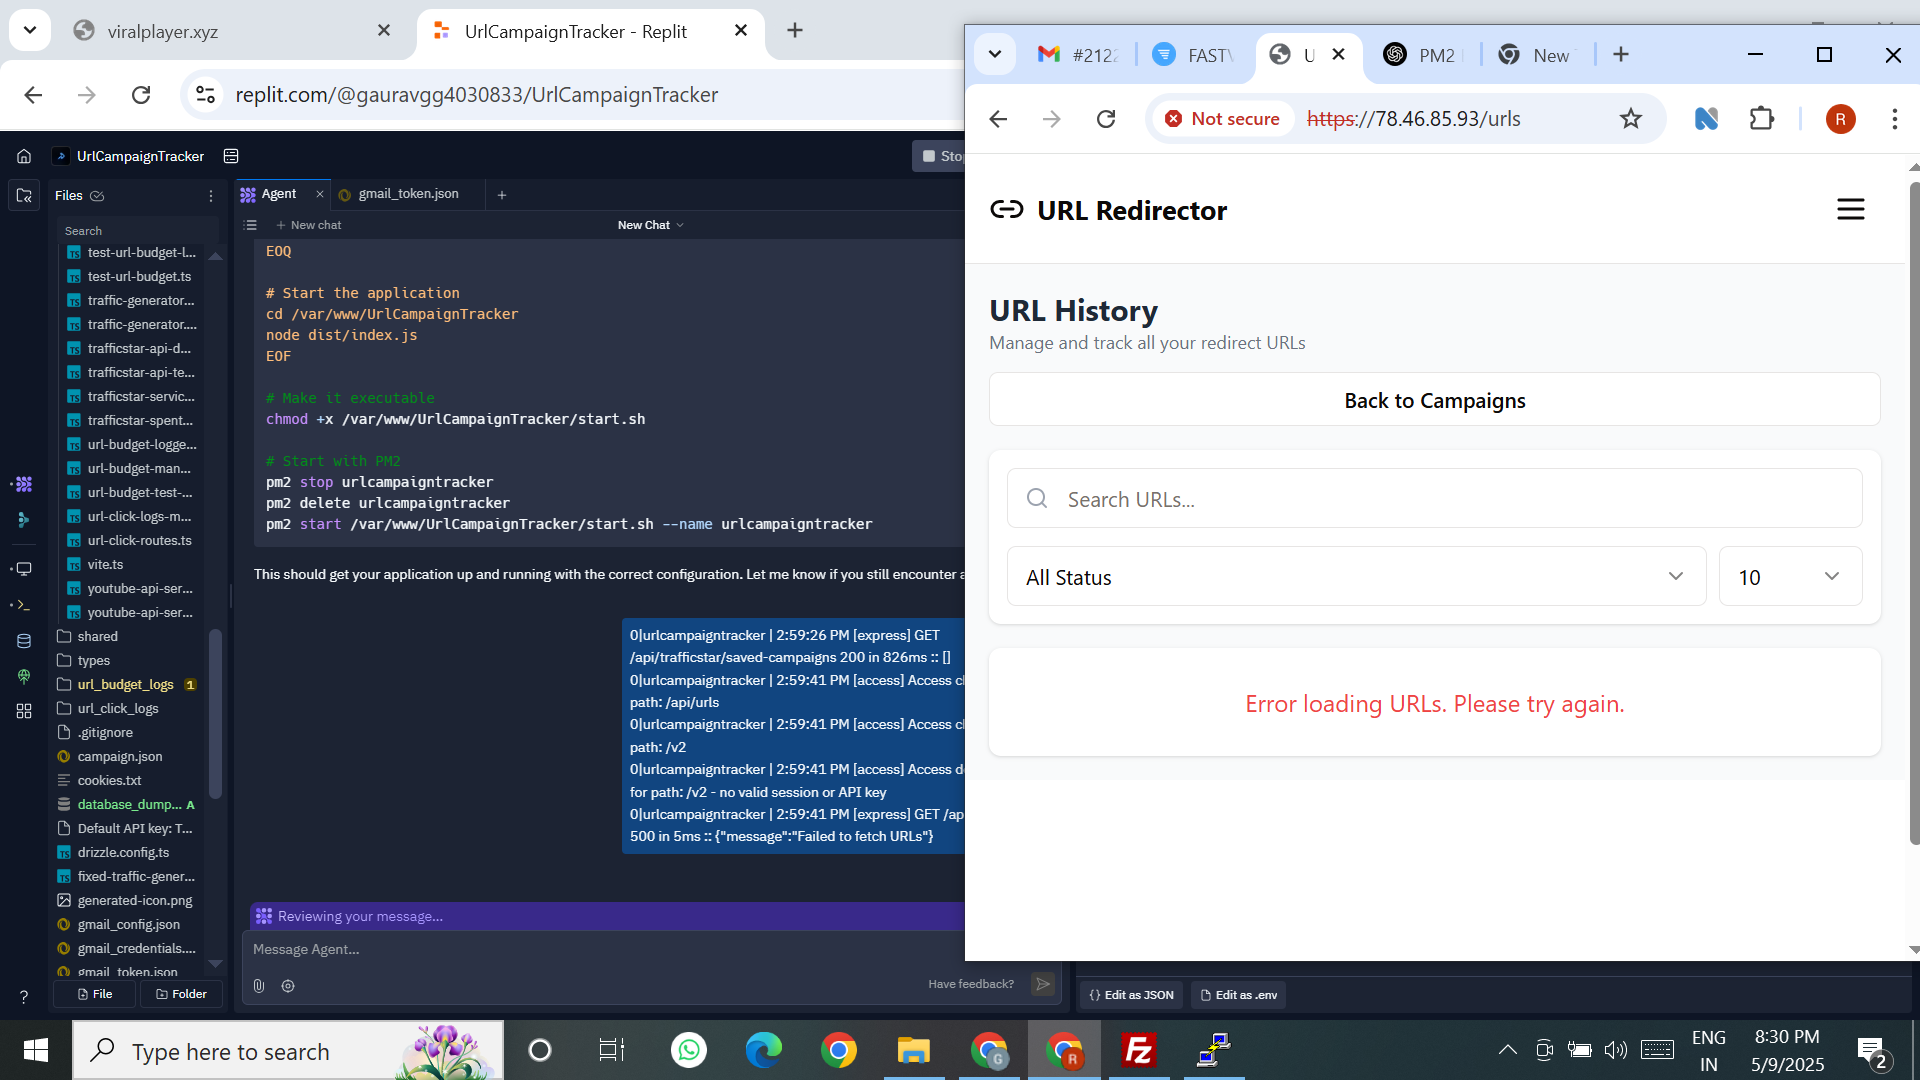 viralplayer.xyz
UrlCampaignTracker - Replit
replit.com/@gauravgg4030833/UrlCampaignTracker
UrlCampaignTracker
Files
Search
test-url-budget-l...
test-url-budget.ts
traffic-generator...
traffic-generator....
trafficstar-api-d...
trafficstar-api-te...
trafficstar-servic...
trafficstar-spent...
url-budget-logge...
url-budget-man...
url-budget-test-...
url-click-logs-m...
url-click-routes.ts
vite.ts
youtube-api-ser...
youtube-api-ser...
shared
types
url_budget_logs 1
url_click_logs
.gitignore
campaign.json
cookies.txt
database_dump... A
Default API key: T...
drizzle.config.ts
fixed-traffic-gener...
generated-icon.png
gmail_config.json
gmail_credentials....
gmail_token.json
File Folder
Agent
gmail_token.json
New chat
New Chat
EOQ
# Start the application
cd /var/www/UrlCampaignTracker
node dist/index.js
EOF
# Make it executable
chmod +x /var/www/UrlCampaignTracker/start.sh
# Start with PM2
pm2 stop urlcampaigntracker
pm2 delete urlcampaigntracker
pm2 start /var/www/UrlCampaignTracker/start.sh --name urlcampaigntracker
This should get your application up and running with the correct configuration. Let me know if you still encounter
0|urlcampaigntracker | 2:59:26 PM [express] GET
/api/trafficstar/saved-campaigns 200 in 826ms :: []
0|urlcampaigntracker | 2:59:41 PM [access] Access
path: /api/urls
0|urlcampaigntracker | 2:59:41 PM [access] Access
path: /v2
0|urlcampaigntracker | 2:59:41 PM [access] Access
for path: /v2 - no valid session or API key
0|urlcampaigntracker | 2:59:41 PM [express] GET
500 in 5ms :: {"message":"Failed to fetch URLs"}
Reviewing your message...
Message Agent...
Have feedback?
{} Edit as JSON
Edit as .env
#2122
FASTV
U
PM2
New
Not secure
https://78.46.85.93/urls
R
URL Redirector
URL History
Manage and track all your redirect URLs
Back to Campaigns
Search URLs...
All Status
10
Error loading URLs. Please try again.
Type here to search
ENG
IN
8:30 PM
5/9/2025
2